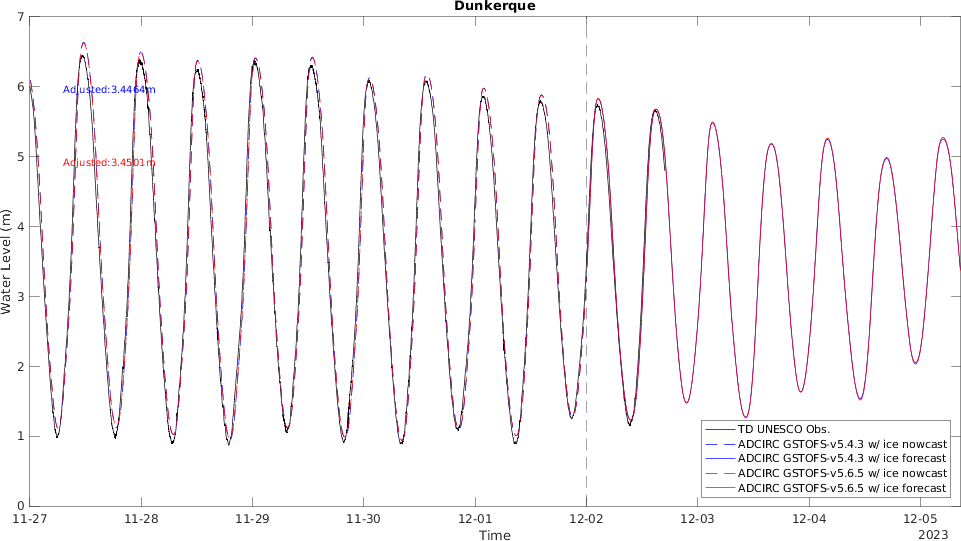 Dunkerque
7
6
5
4
3
2
1
0
Water Level (m)
Adjusted:3.4464m
Adjusted:3.4501m
TD UNESCO Obs.
ADCIRC GSTOFS-v5.4.3 w/ ice nowcast
ADCIRC GSTOFS-v5.4.3 w/ ice forecast
ADCIRC GSTOFS-v5.6.5 w/ ice nowcast
ADCIRC GSTOFS-v5.6.5 w/ ice forecast
11-27 11-28 11-29 11-30 12-01 12-02 12-03 12-04 12-05
Time
2023